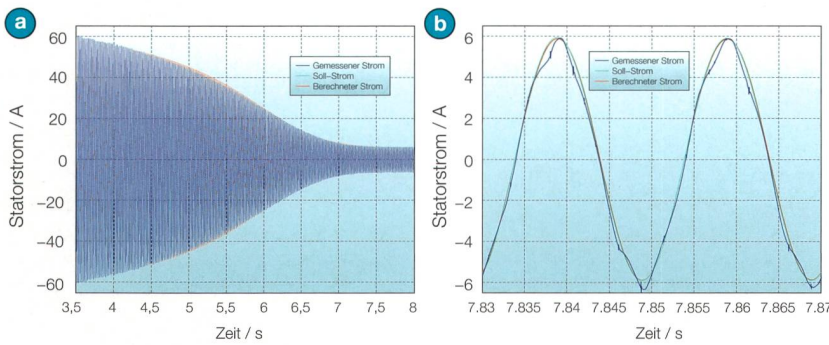 a
Statorstrom / A
60
40
20
0
−20
−40
−60
3,5 4 4,5 5 5,5 6 6,5 7 7,5 8
Zeit / s
Gemessener Strom
Soll−Strom
Berechneter Strom
b
Statorstrom / A
6
4
2
0
−2
−4
−6
7.83 7.835 7.84 7.845 7.85 7.855 7.86 7.865 7.87
Zeit / s
Gemessener Strom
Soll−Strom
Berechneter Strom